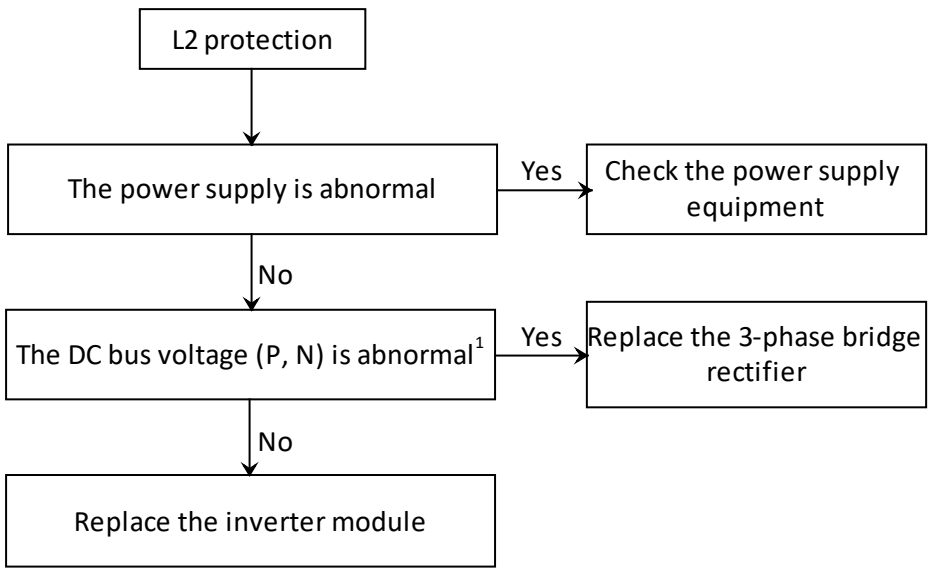 L2 protection
The power supply is abnormal
Yes
Check the power supply
equipment
No
The DC bus voltage (P, N) is abnormal¹
Yes
Replace the 3-phase bridge
rectifier
No
Replace the inverter module